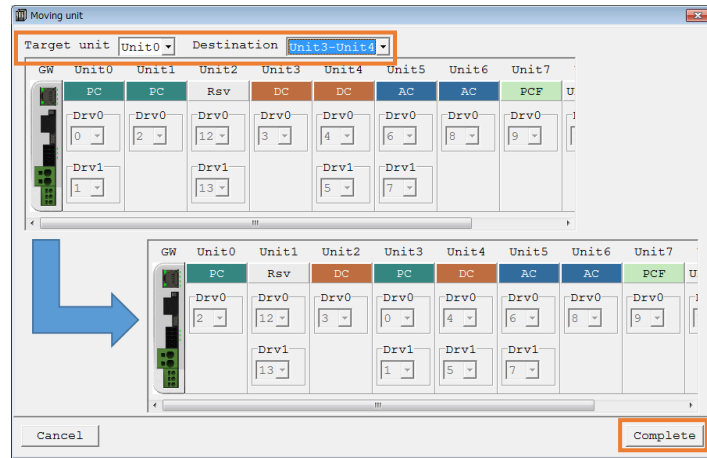 Moving unit
Target unit Unit0 Destination Unit3-Unit4
GW Unit0 Unit1 Unit2 Unit3 Unit4 Unit5 Unit6 Unit7
PC PC Rsv DC DC AC AC PCF U
Drv0 Drv0 Drv0 Drv0 Drv0 Drv0 Drv0 Drv0
0 2 12 3 4 6 8 9
Drv1 Drv1 Drv1 Drv1
1 13 5 7
GW Unit0 Unit1 Unit2 Unit3 Unit4 Unit5 Unit6 Unit7
PC Rsv DC PC DC AC AC PCF U
Drv0 Drv0 Drv0 Drv0 Drv0 Drv0 Drv0 Drv0
2 12 3 0 4 6 8 9
Drv1 Drv1 Drv1 Drv1
13 1 5 7
Cancel Complete